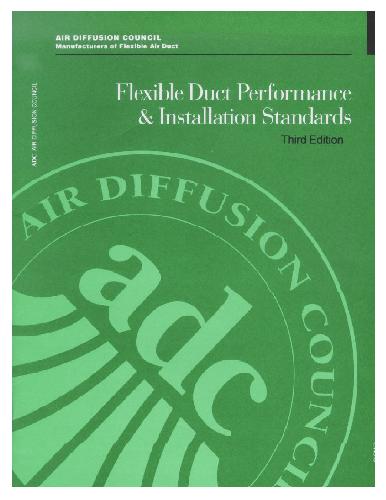 AIR DIFFUSION COUNCIL
Manufacturers of Flexible Air Duct
ADC AIR DIFFUSION COUNCIL
Flexible Duct Performance
& Installation Standards
Third Edition
AIR DIFFUSION COUNCIL
adc